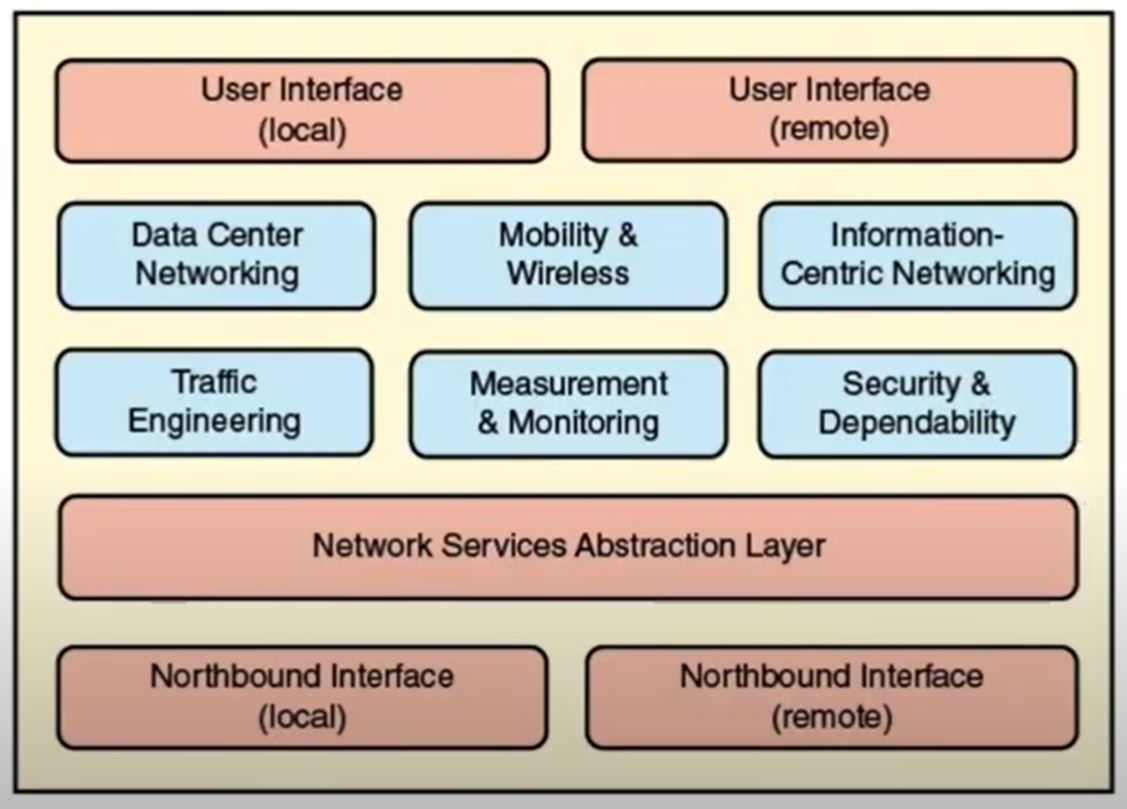 User Interface
(local)
User Interface
(remote)
Data Center
Networking
Mobility &
Wireless
Information-
Centric Networking
Traffic
Engineering
Measurement
& Monitoring
Security &
Dependability
Network Services Abstraction Layer
Northbound Interface
(local)
Northbound Interface
(remote)